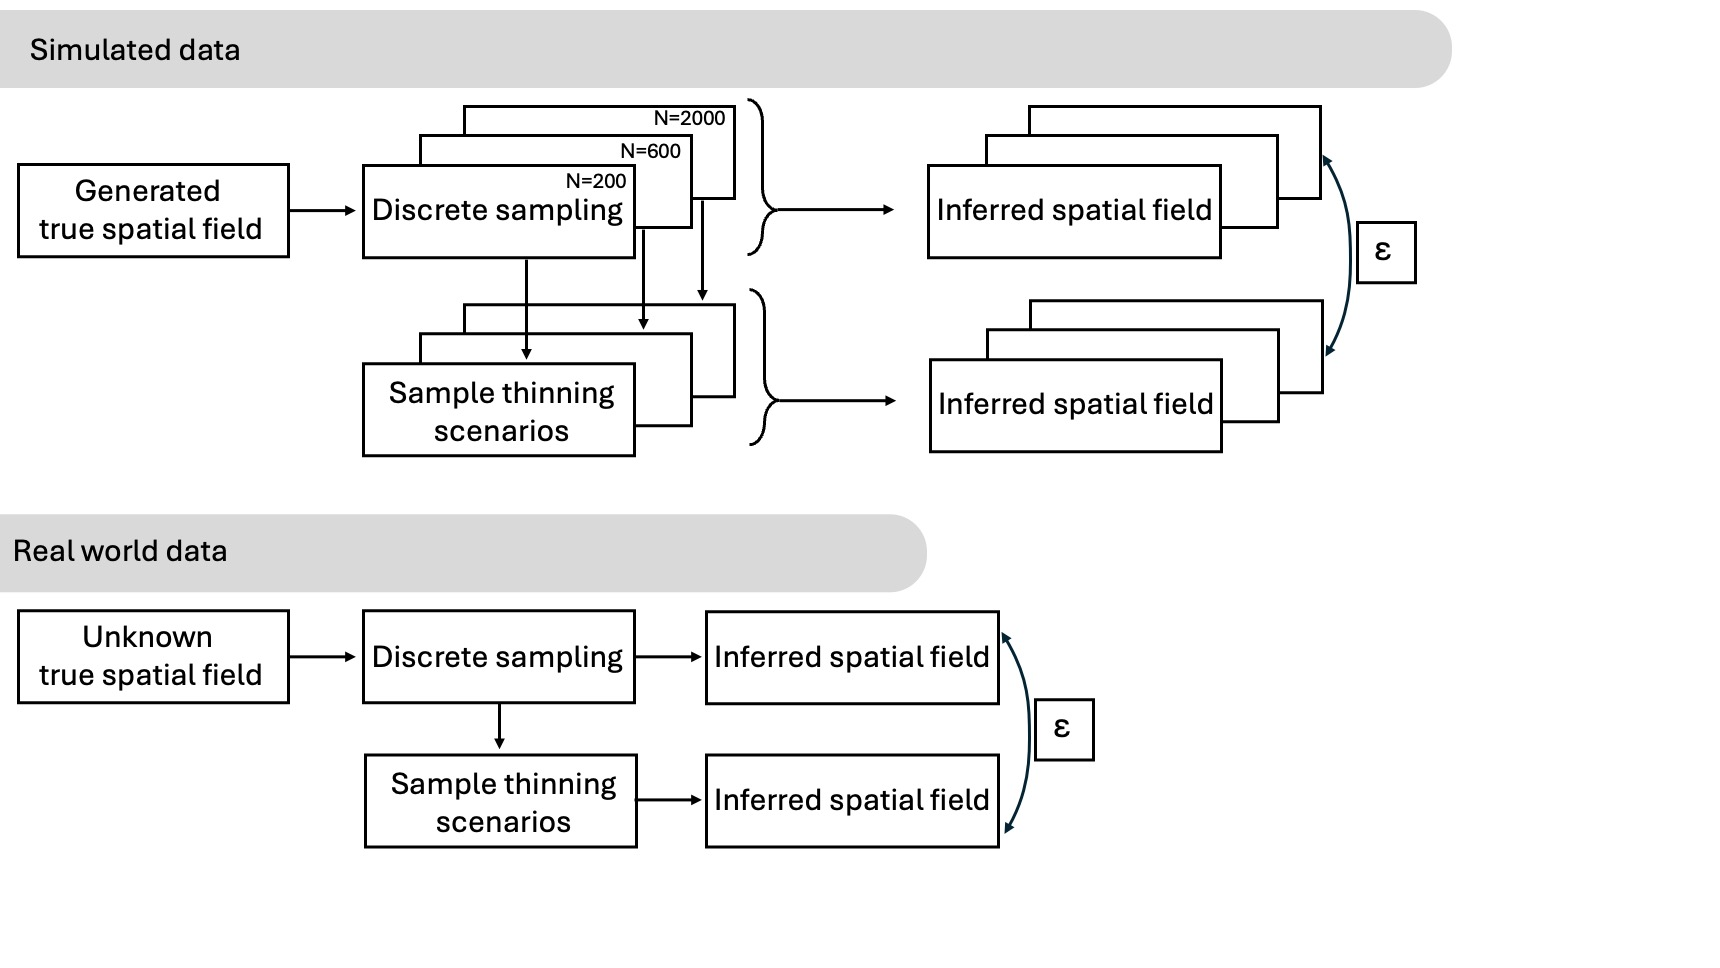 Simulated data
N=2000
N=600
N=200
Generated
true spatial field
Discrete sampling
Inferred spatial field
ε
Sample thinning
scenarios
Inferred spatial field
Real world data
Unknown
true spatial field
Discrete sampling
Inferred spatial field
ε
Sample thinning
scenarios
Inferred spatial field